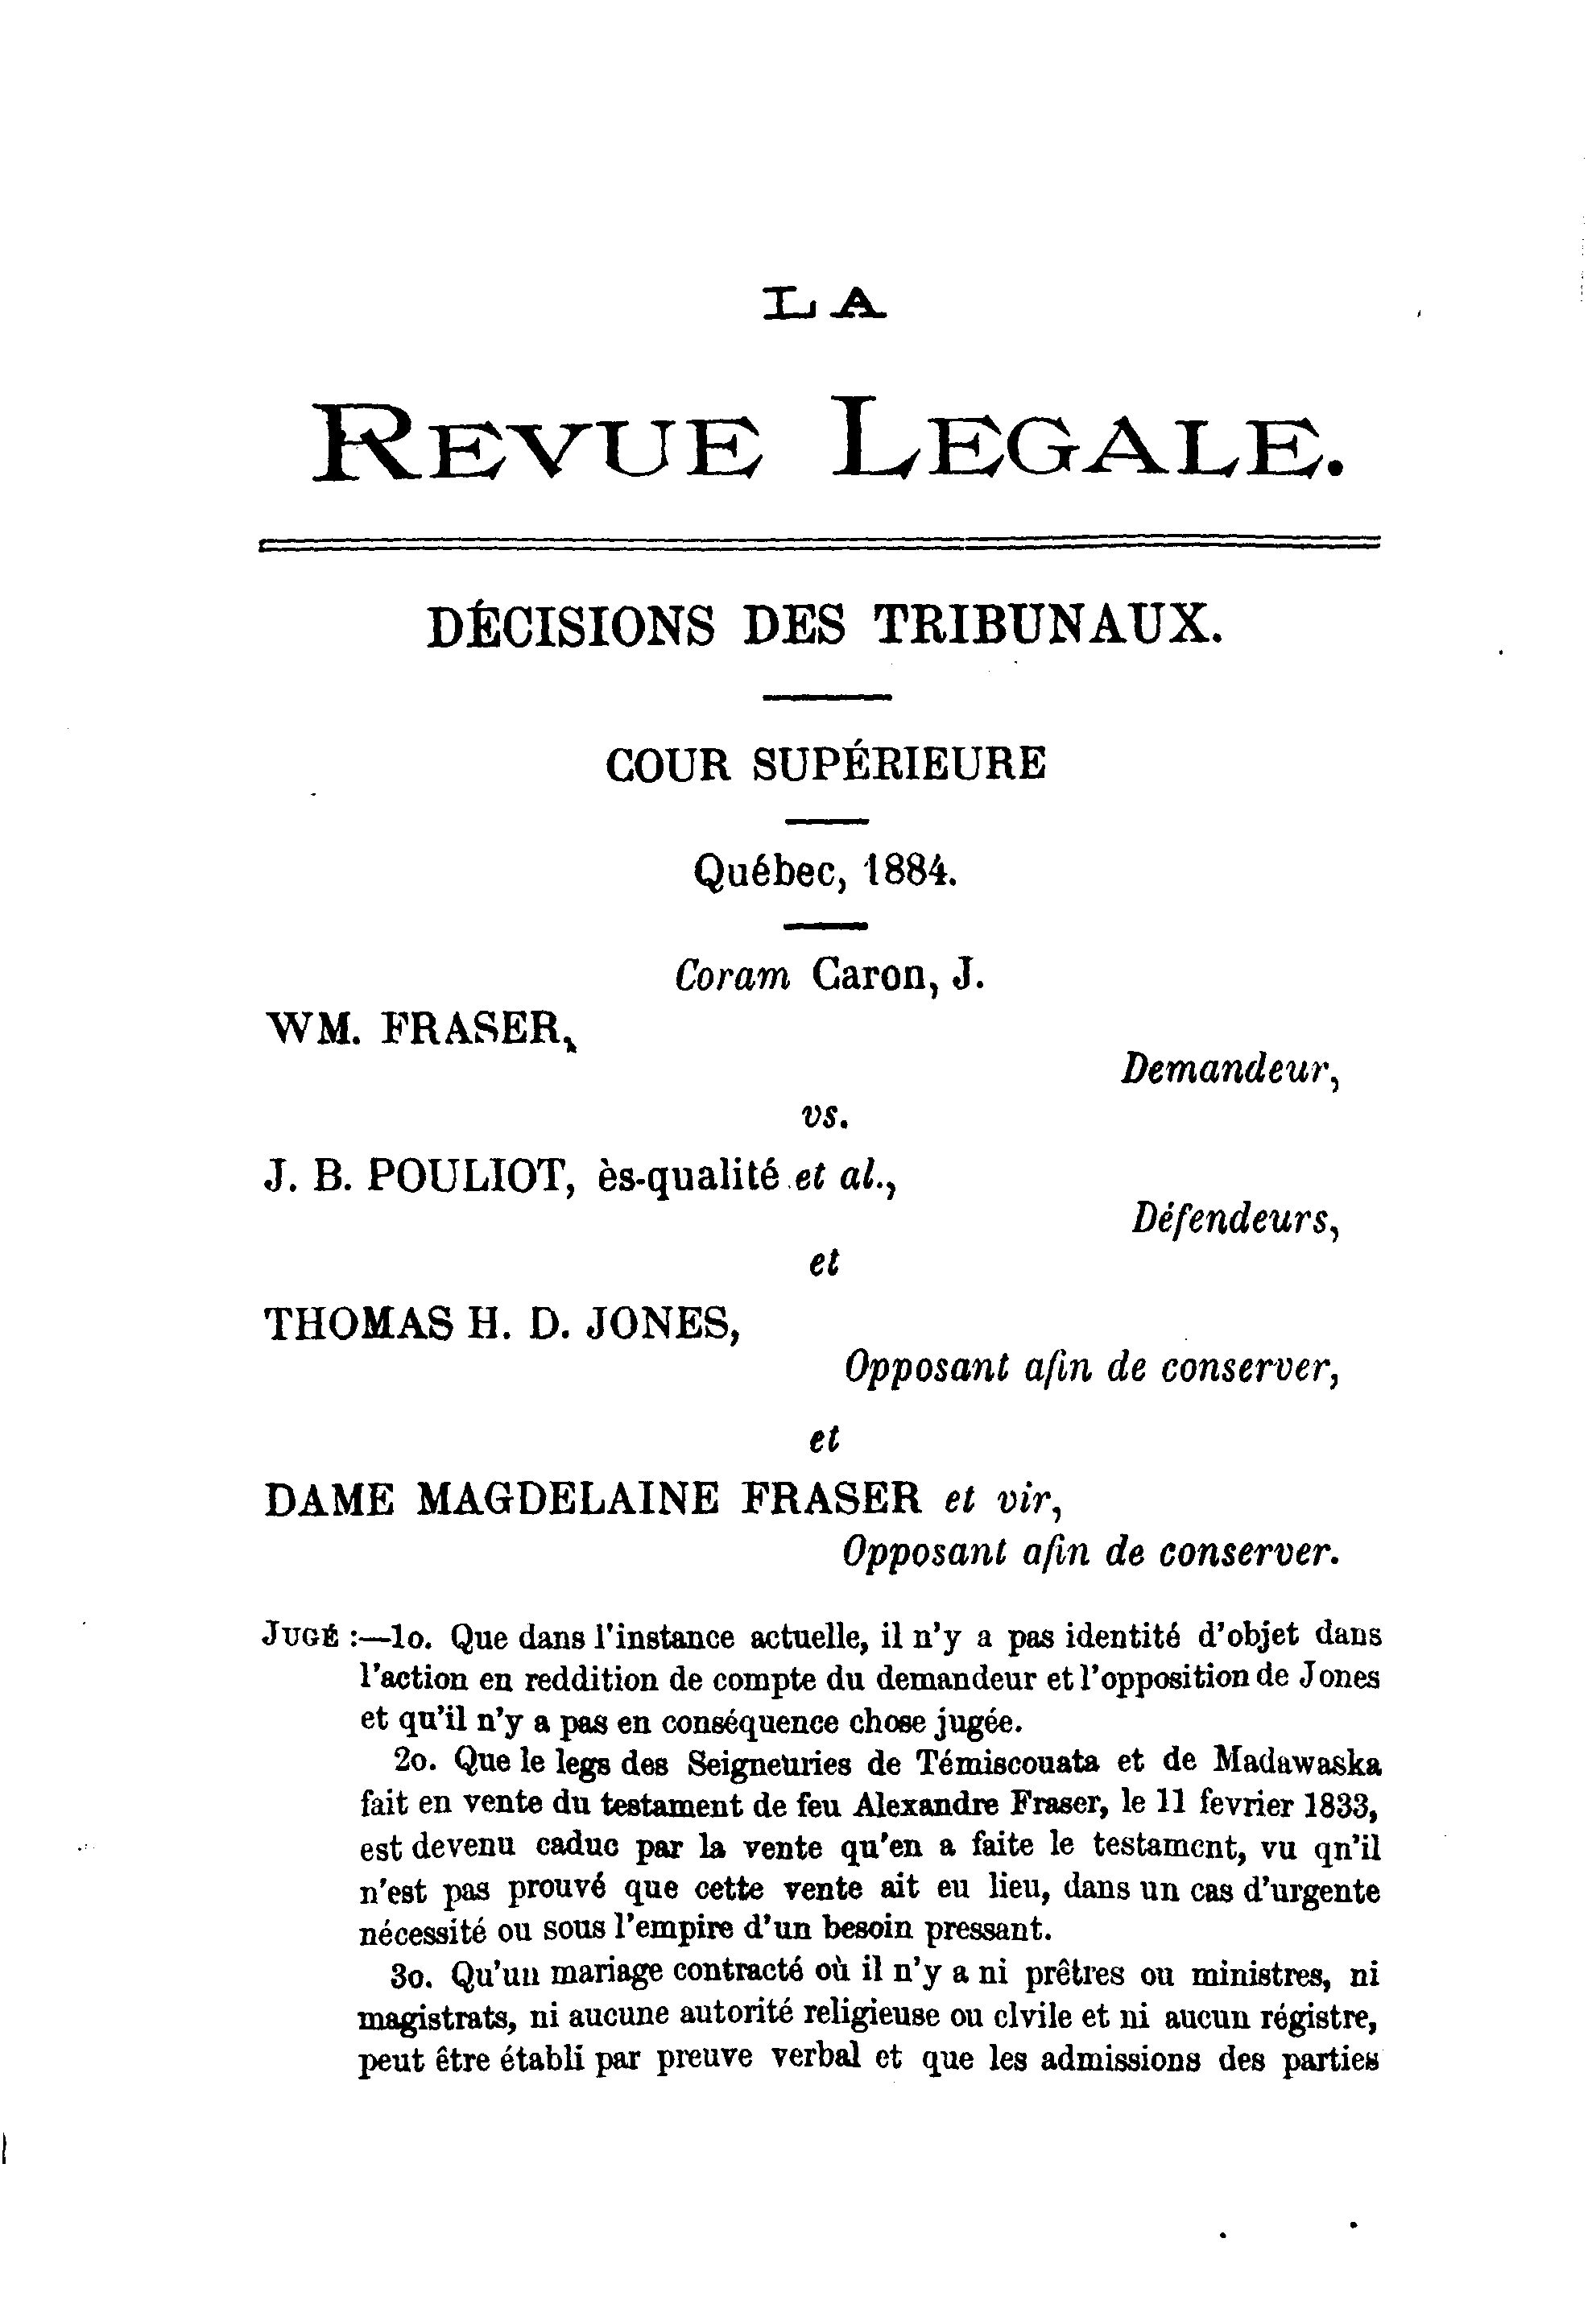 LA
REVUE LEGALE.
DÉCISIONS DES TRIBUNAUX.
COUR SUPÉRIEURE
Québec, 1884.
Coram Caron, J.
WM. FRASER,
Demandeur,
vs.
J. B. POULIOT, ès-qualité et al.,
Défendeurs,
et
THOMAS H. D. JONES,
Opposant afin de conserver,
et
DAME MAGDELAINE FRASER et vir,
Opposant afin de conserver.
JUGÉ :—1o. Que dans l'instance actuelle, il n'y a pas identité d'objet dans
l'action en reddition de compte du demandeur et l'opposition de Jones
et qu'il n'y a pas en conséquence chose jugée.
2o. Que le legs des Seigneuries de Témiscouata et de Madawaska
fait en vente du testament de feu Alexandre Fraser, le 11 fevrier 1833,
est devenu caduc par la vente qu'en a faite le testament, vu qn'il
n'est pas prouvé que cette vente ait eu lieu, dans un cas d'urgente
nécessité ou sous l'empire d'un besoin pressant.
3o. Qu'un mariage contracté où il n'y a ni prêtres ou ministres, ni
magistrats, ni aucune autorité religieuse ou clvile et ni aucun régistre,
peut être établi par preuve verbal et que les admissions des parties